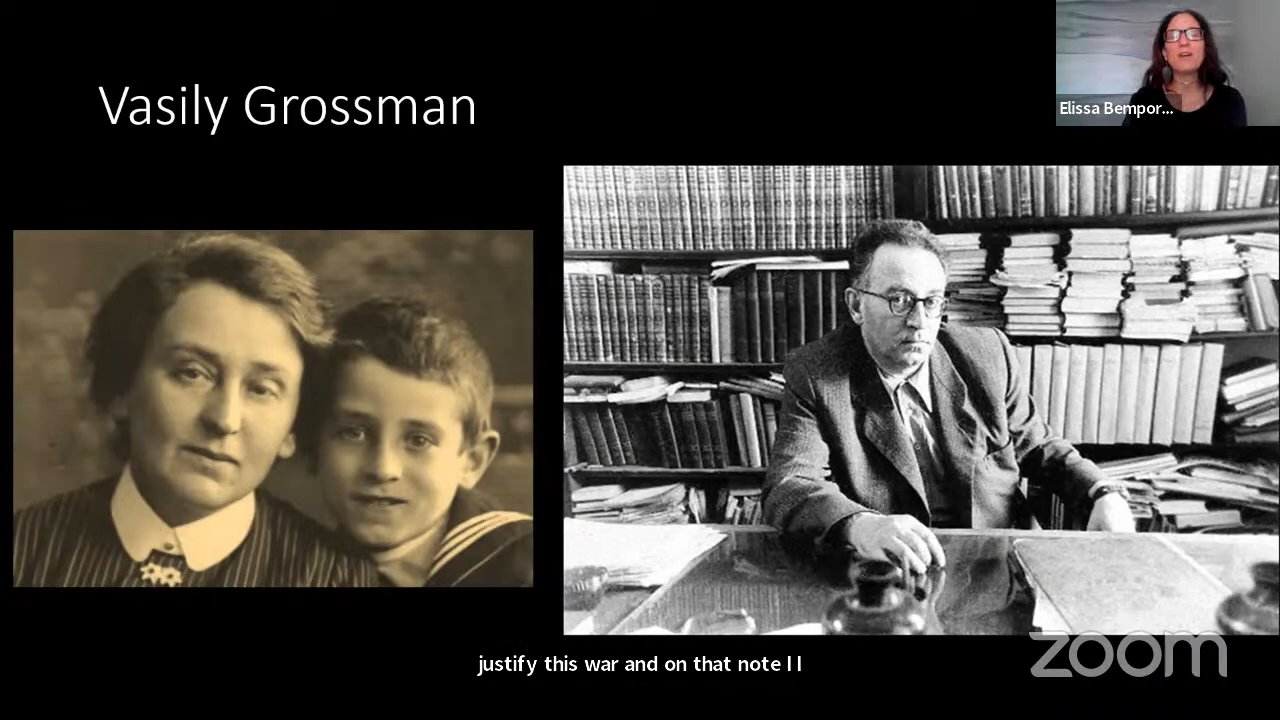 Vasily Grossman
Elissa Bempor...
justify this war and on that note I I
zoom